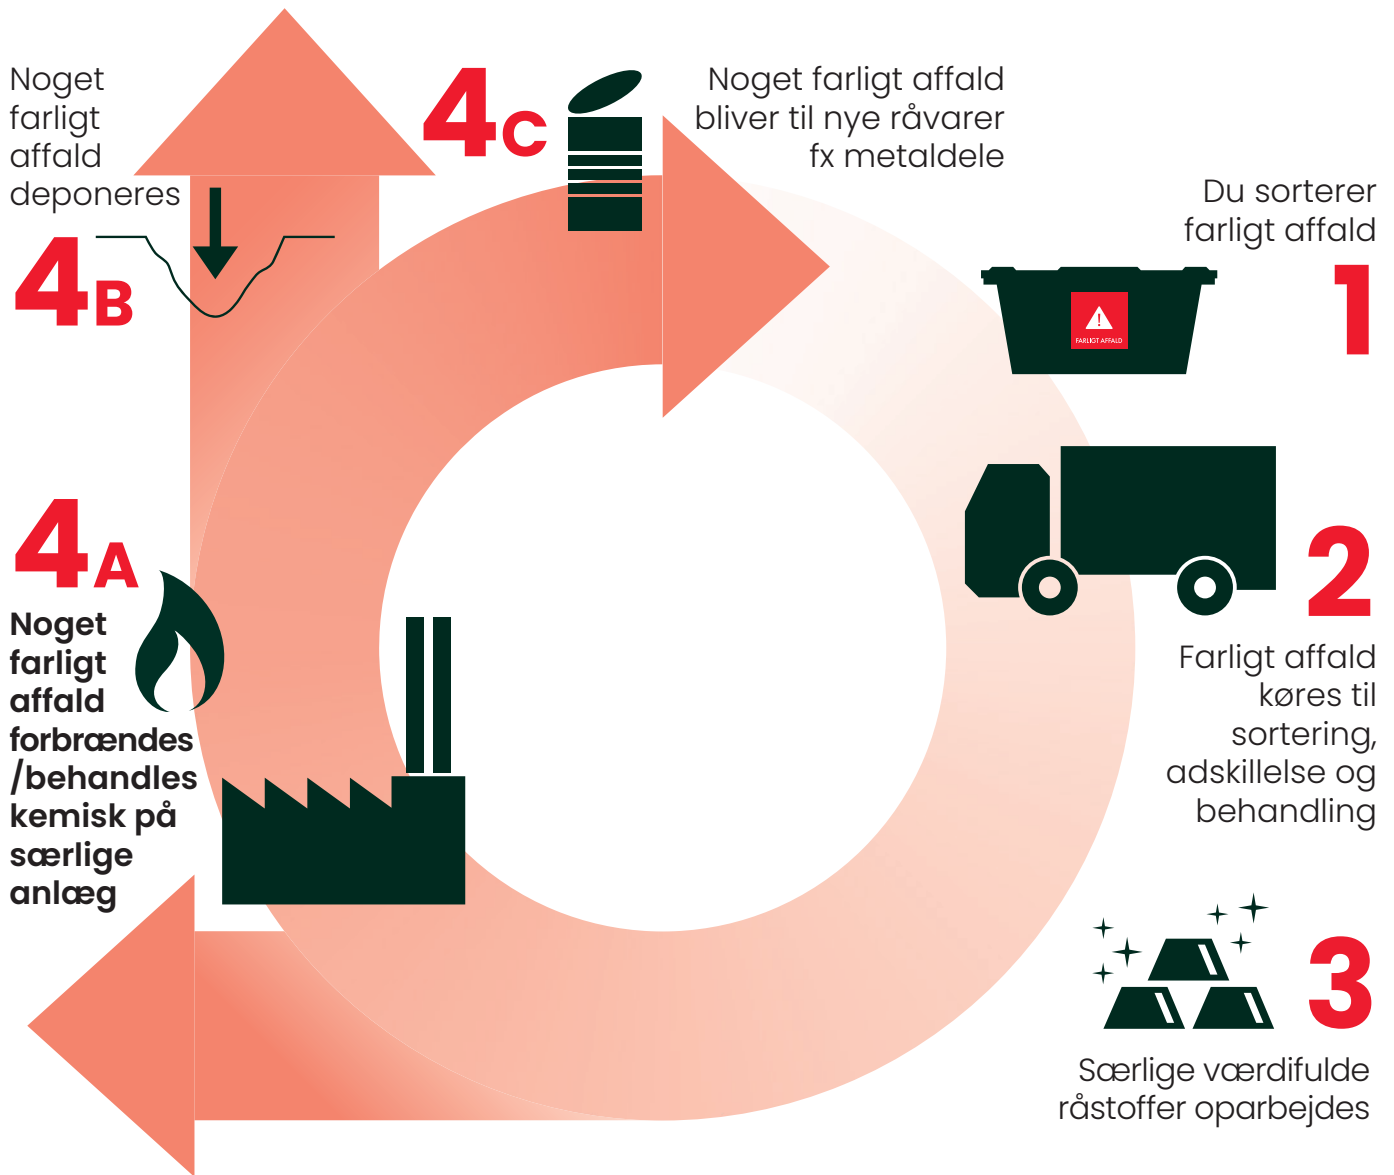 Du sorterer
farligt affald
1
FARLIGT AFFALD
2
Farligt affald
køres til
sortering,
adskillelse og
behandling
3
Særlige værdifulde
råstoffer oparbejdes
4A
Noget
farligt
affald
forbrændes
/behandles
kemisk på
særlige
anlæg
Noget
farligt
affald
deponeres
4B
4C
Noget farligt affald
bliver til nye råvarer
fx metaldele